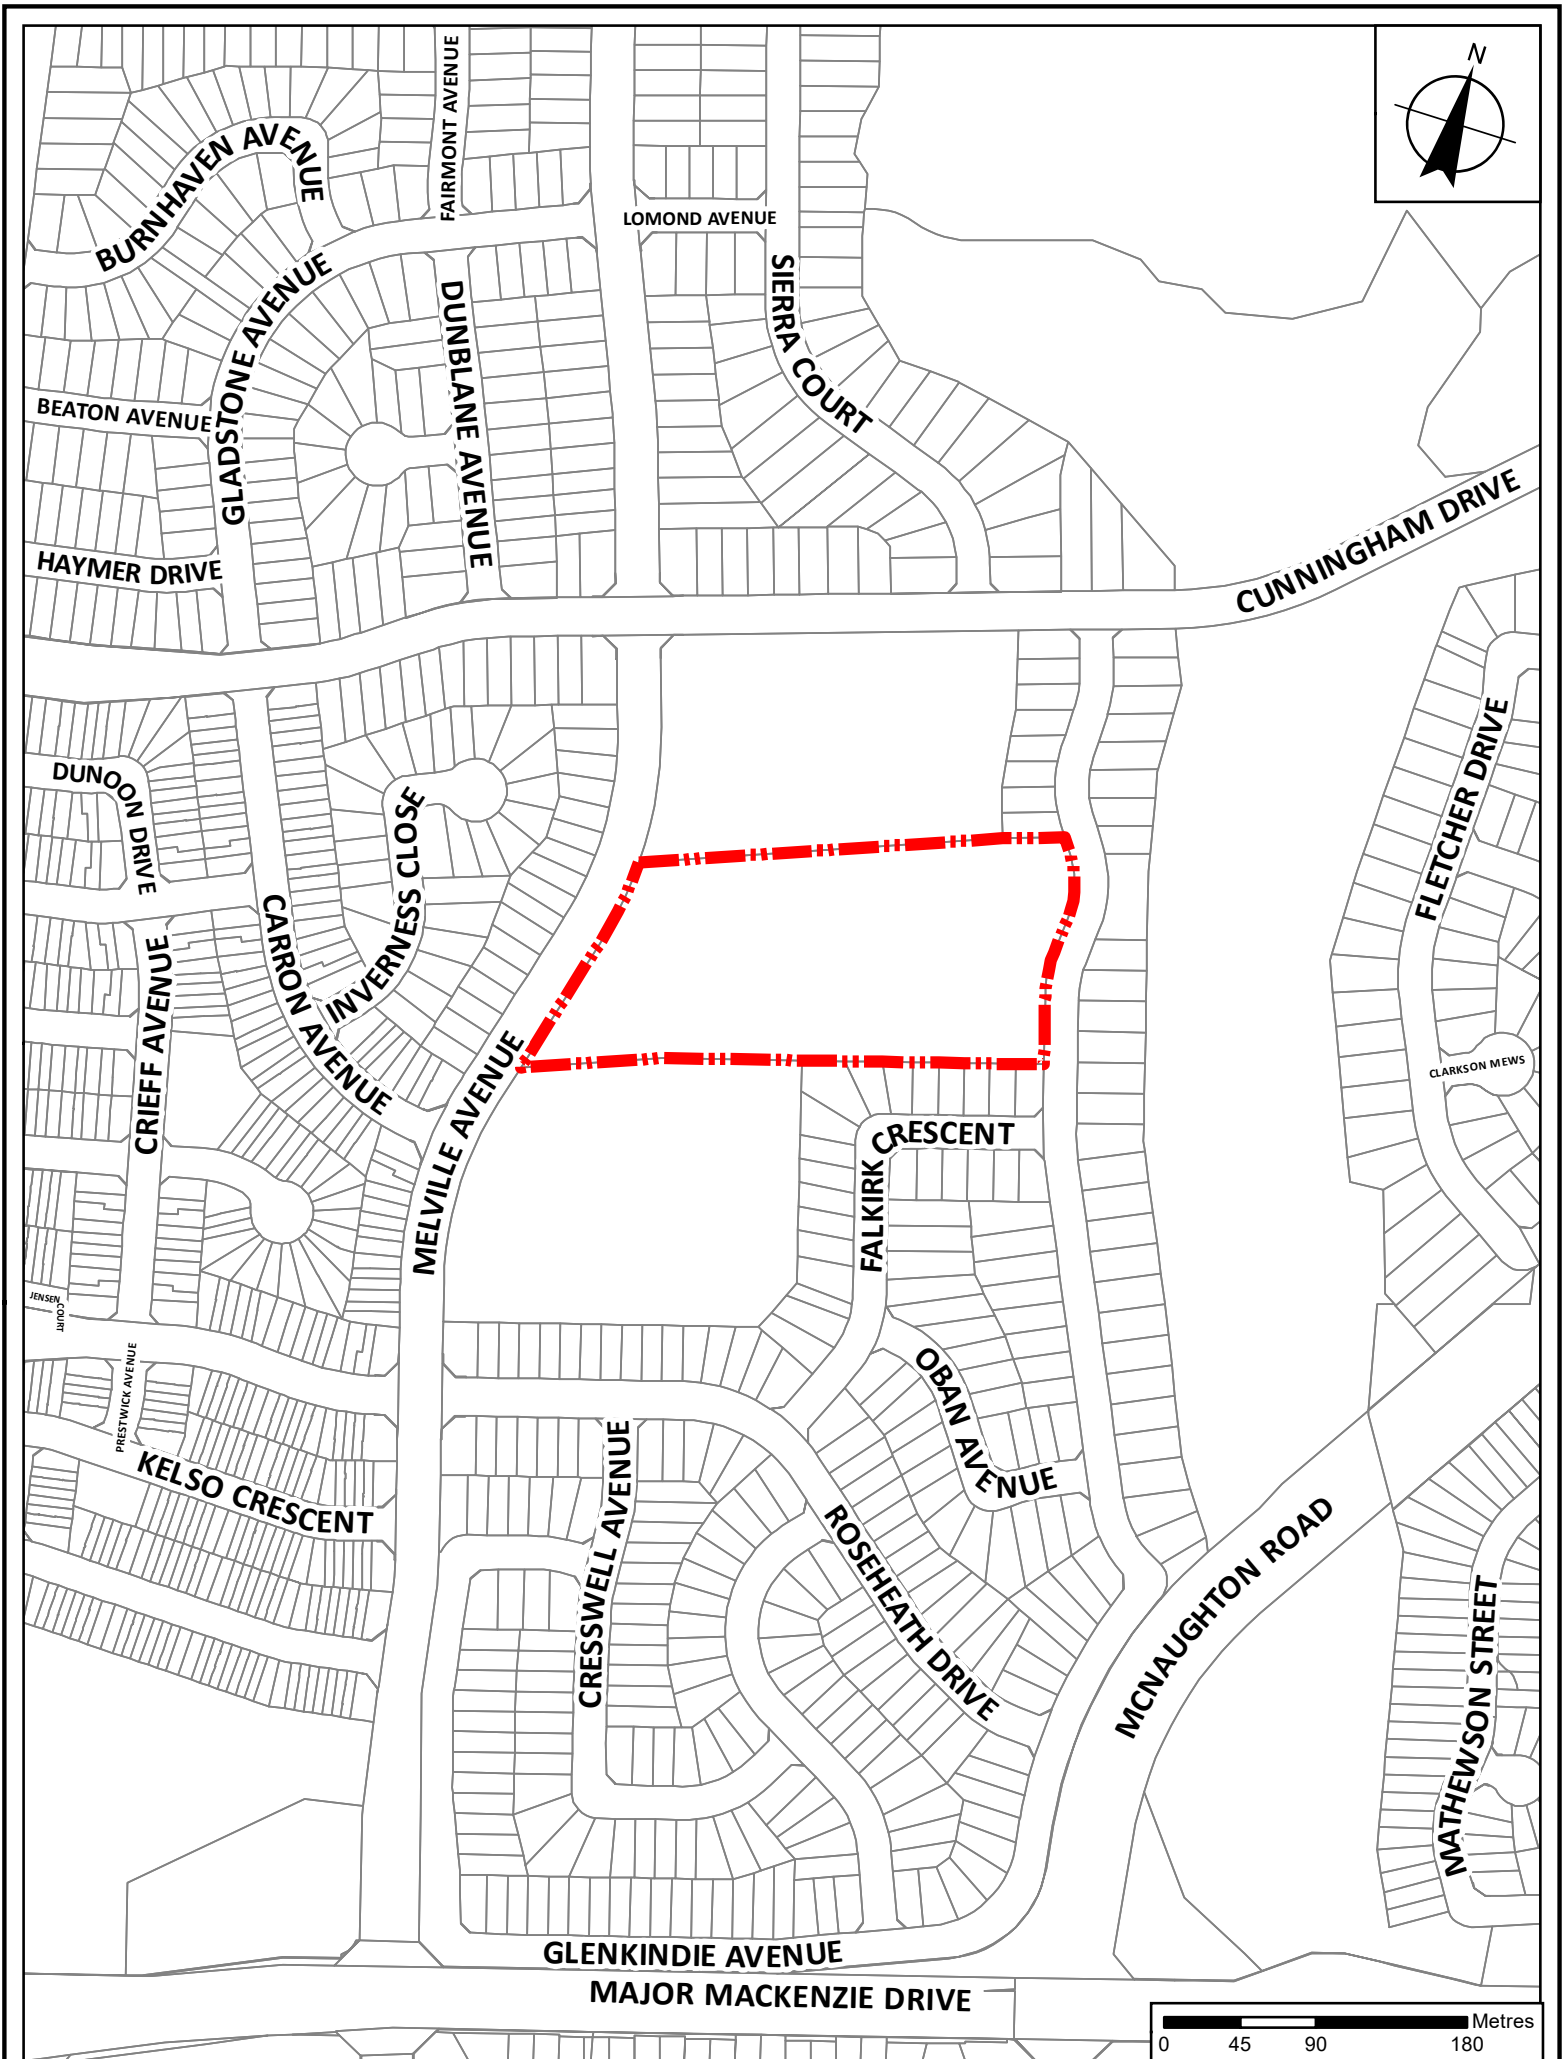 N
FAIRMONT AVENUE
BURNHAVEN AVENUE
LOMOND AVENUE
GLADSTONE AVENUE
SIERRA COURT
DUNBLANE AVENUE
BEATON AVENUE
CUNNINGHAM DRIVE
HAYMER DRIVE
DUNOON DRIVE
FLETCHER DRIVE
INVERNESS CLOSE
CARRON AVENUE
CRIEFF AVENUE
MELVILLE AVENUE
CLARKSON MEWS
FALKIRK CRESCENT
JENSEN COURT
PRESTWICK AVENUE
OBAN AVENUE
KELSO CRESCENT
CRESSWELL AVENUE
ROSEHEATH DRIVE
MCNAUGHTON ROAD
MATHEWSON STREET
GLENKINDIE AVENUE
MAJOR MACKENZIE DRIVE
Metres
0 45 90 180